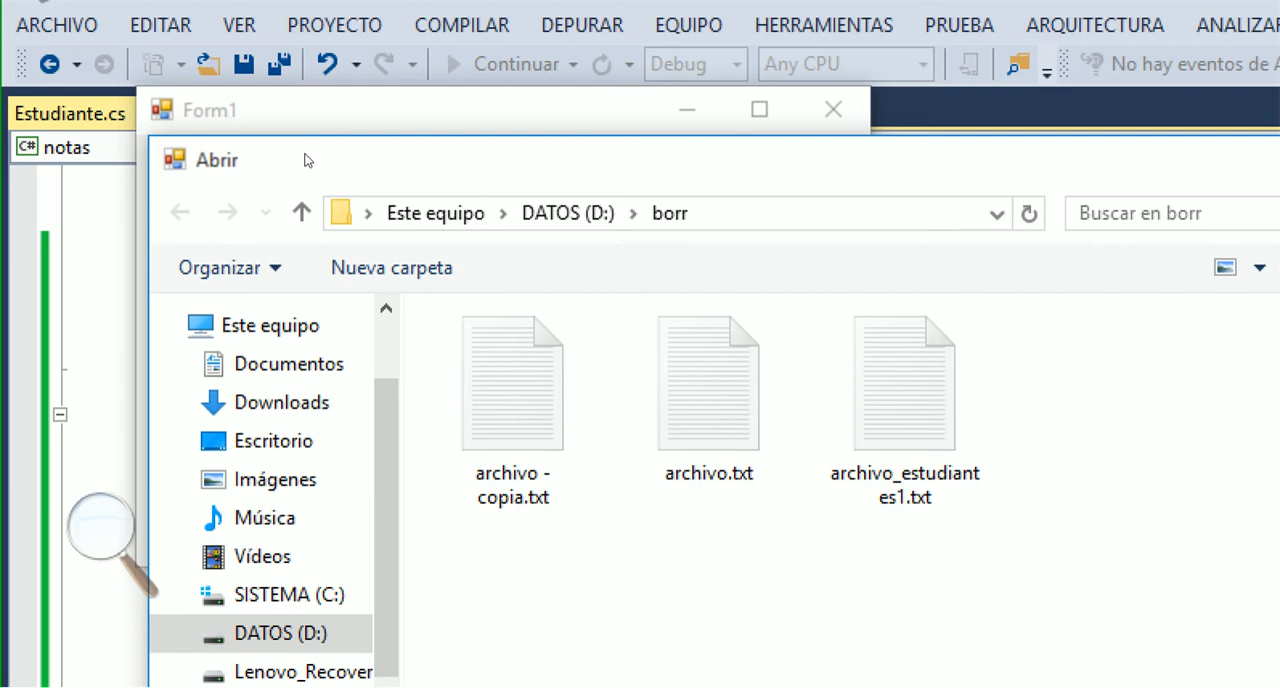 ARCHIVO EDITAR VER PROYECTO COMPILAR DEPURAR EQUIPO HERRAMIENTAS PRUEBA ARQUITECTURA ANALIZAR
Continuar Debug Any CPU No hay eventos de
Estudiante.cs
Form1
notas
Abrir
Este equipo DATOS (D:) borr
Buscar en borr
Organizar Nueva carpeta
Este equipo
Documentos
Downloads
Escritorio
Imágenes
Música
Vídeos
SISTEMA (C:)
DATOS (D:)
Lenovo_Recover
archivo -
copia.txt
archivo.txt
archivo_estudiant
es1.txt